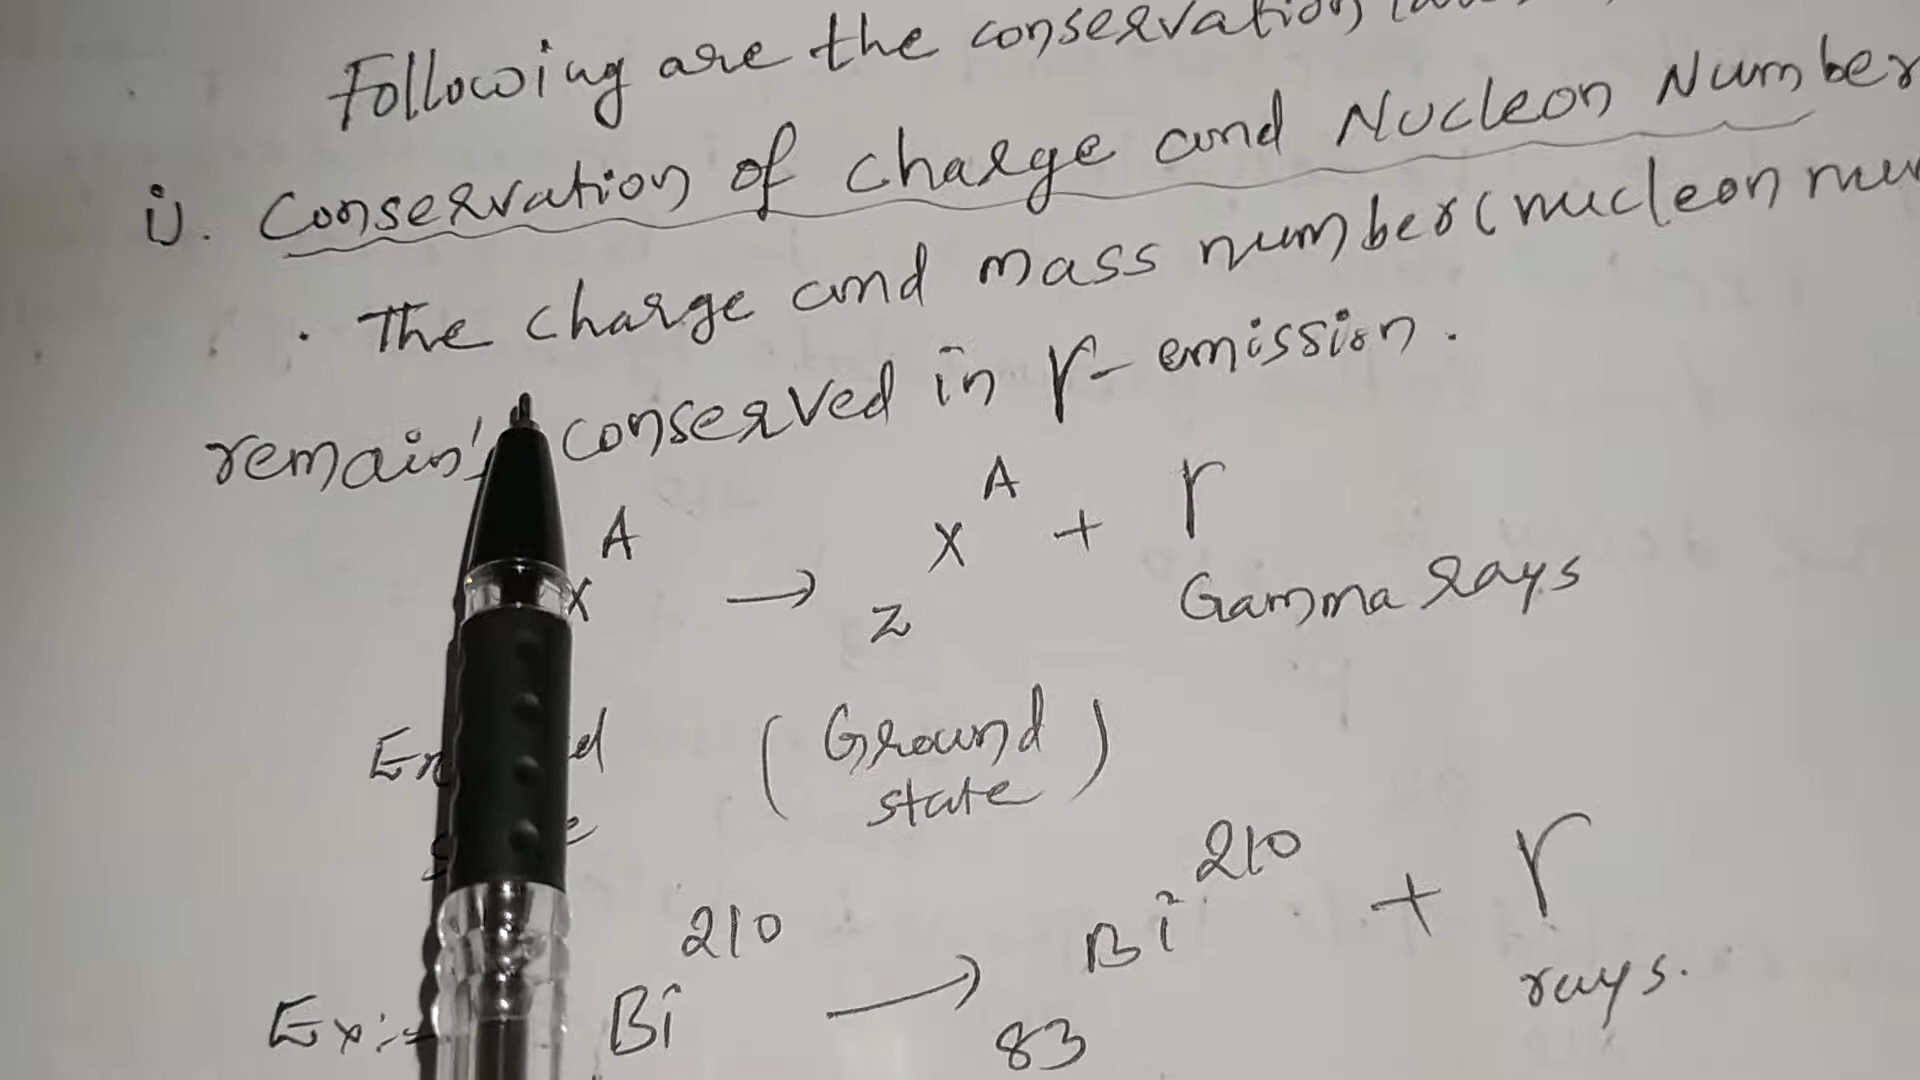 Following are the conservation
i). Conservation of charge and Nucleon Number
. The charge and mass number (nucleon
remain's conserved in γ- emission.
X A → Z X A + γ
Gamma rays
(Ground
state)
Ex:- Bi 210 → 83 Bi 210 + γ
rays.